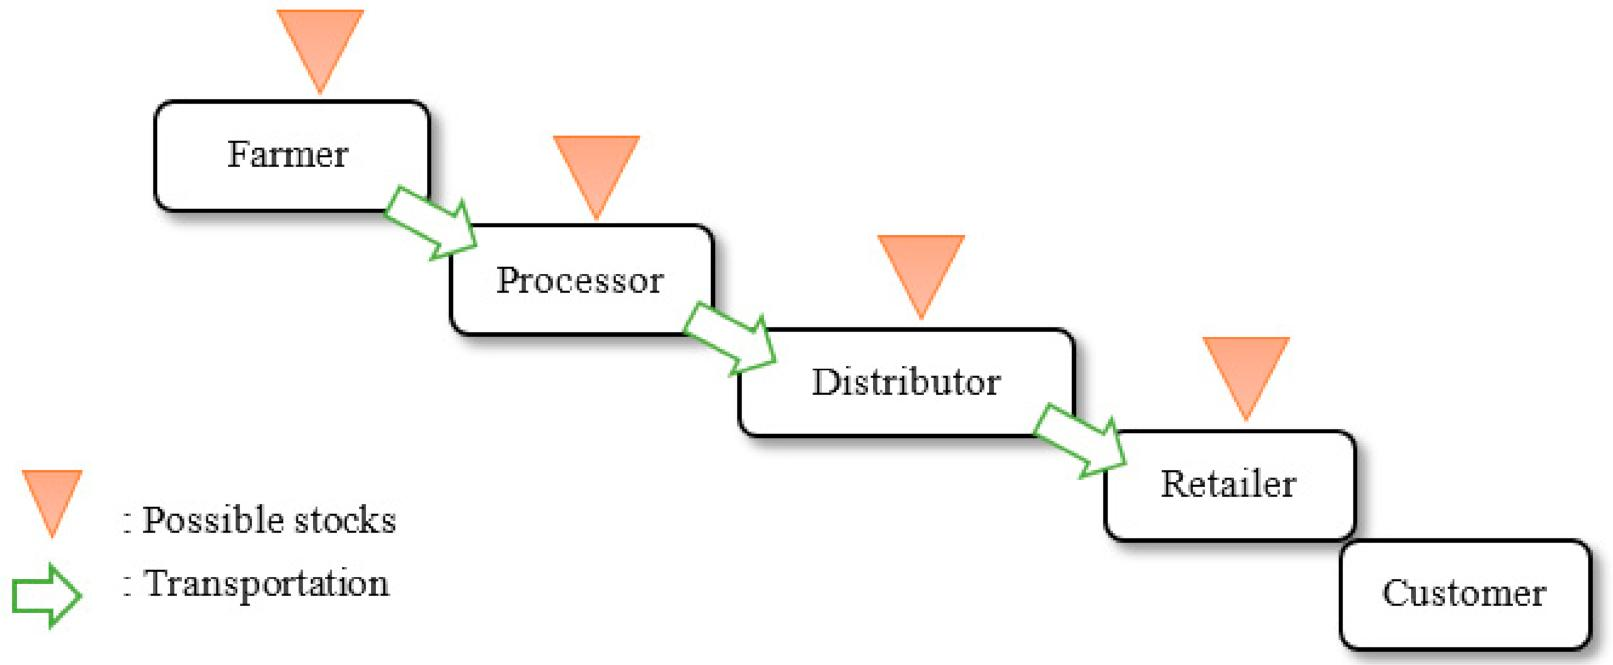 Farmer
Processor
Distributor
Retailer
: Possible stocks
: Transportation
Customer